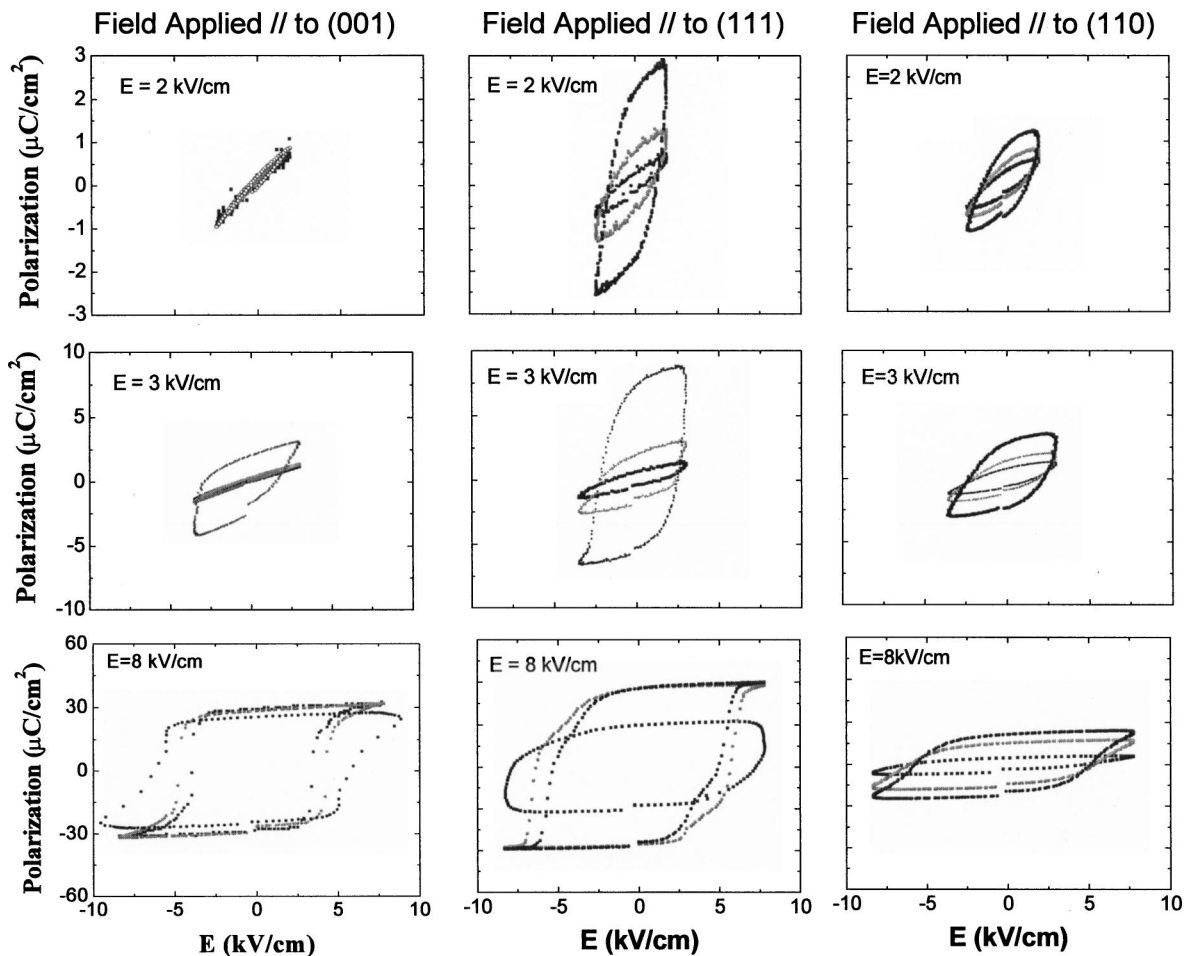 Field Applied // to (001) Field Applied // to (111) Field Applied // to (110)
3
2
1
0
-1
-2
-3
Polarization (μC/cm²)
E = 2 kV/cm
E = 2 kV/cm
E=2 kV/cm
10
5
0
-5
-10
Polarization (μC/cm²)
E = 3 kV/cm
E = 3 kV/cm
E=3 kV/cm
60
30
0
-30
-60
Polarization (μC/cm²)
E=8 kV/cm
E = 8 kV/cm
E=8kV/cm
-10 -5 0 5 10
-10 -5 0 5 10
-10 -5 0 5 10
E (kV/cm) E (kV/cm) E (kV/cm)